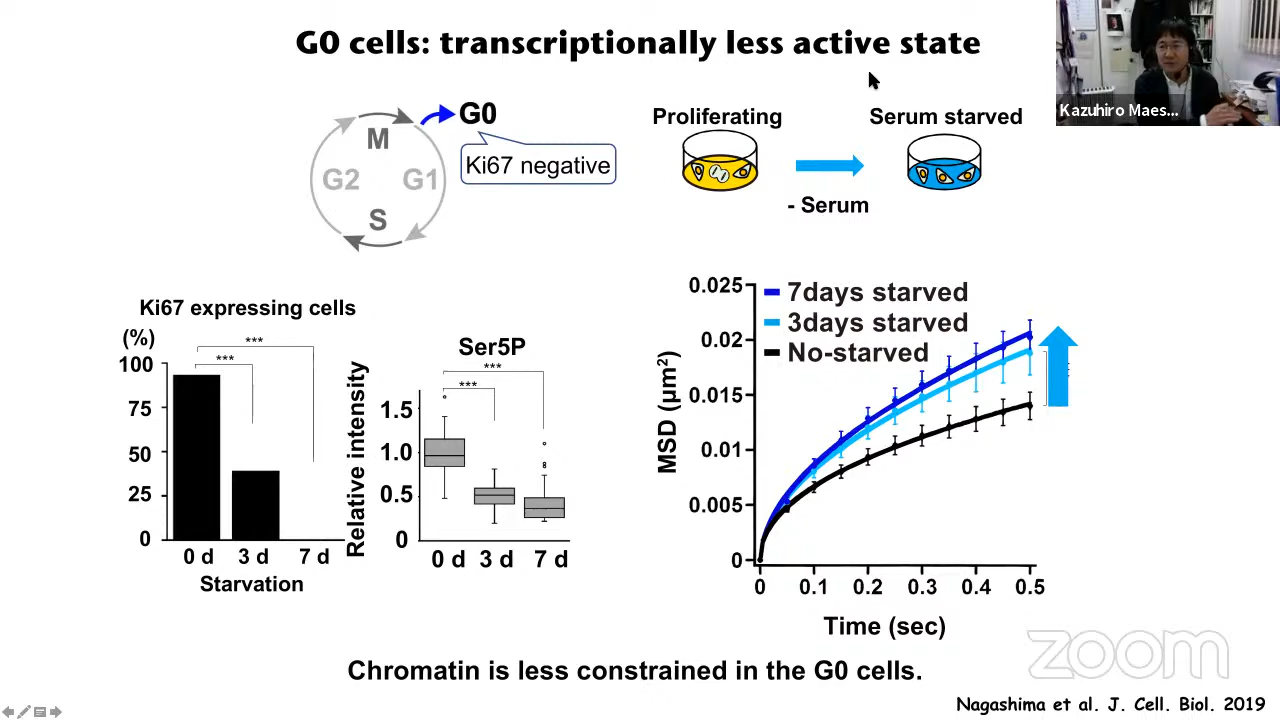 G0 cells: transcriptionally less active state
Kazuhiro Maes...
G0
Ki67 negative
M
G2
G1
S
Proliferating
Serum starved
- Serum
Ki67 expressing cells
(%)
***
***
100
75
50
25
0
0 d
3 d
7 d
Starvation
Ser5P
***
***
Relative intensity
1.5
1.0
0.5
0
0 d
3 d
7 d
MSD (µm²)
0.025
0.02
0.015
0.01
0.005
0
7days starved
3days starved
No-starved
0
0.1
0.2
0.3
0.4
0.5
Time (sec)
zoom
Chromatin is less constrained in the G0 cells.
Nagashima et al. J. Cell. Biol. 2019